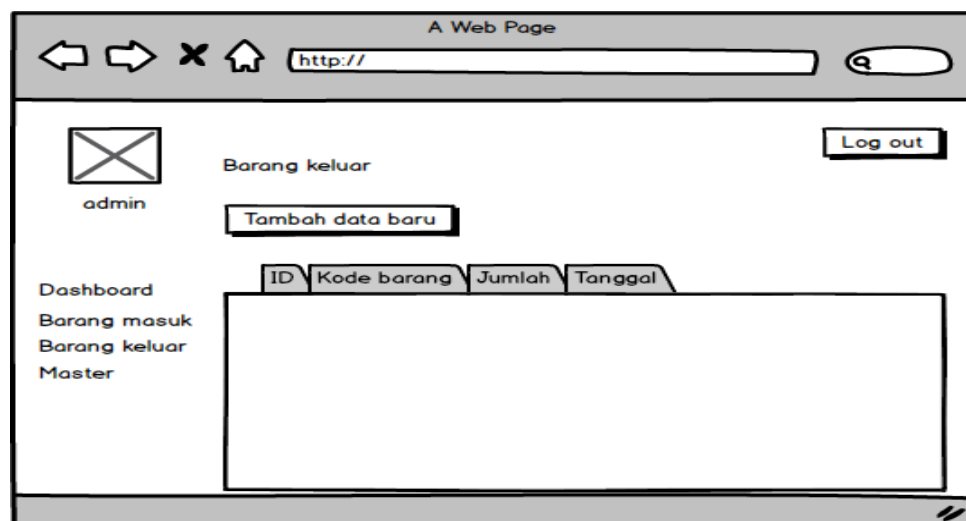 A Web Page
http://
Log out
Barang keluar
admin
Tambah data baru
ID Kode barang Jumlah Tanggal
Dashboard
Barang masuk
Barang keluar
Master